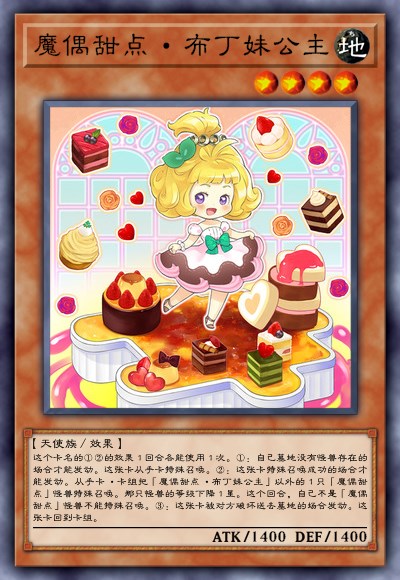 魔偶甜点·布丁妹公主
地
【天使族/效果】
这个卡名的①②的效果1回合各能使用1次。①:自己墓地没有怪兽存在的
场合才能发动。这张卡从手卡特殊召唤。②:这张卡特殊召唤成功的场合才
能发动。从手卡·卡组把「魔偶甜点·布丁妹公主」以外的1只「魔偶甜
点」怪兽特殊召唤。那只怪兽的等级下降1星。这个回合,自己不是「魔偶
甜点」怪兽不能特殊召唤。③:这张卡被对方破坏送去墓地的场合发动。这
张卡回到卡组。
ATK/1400 DEF/1400